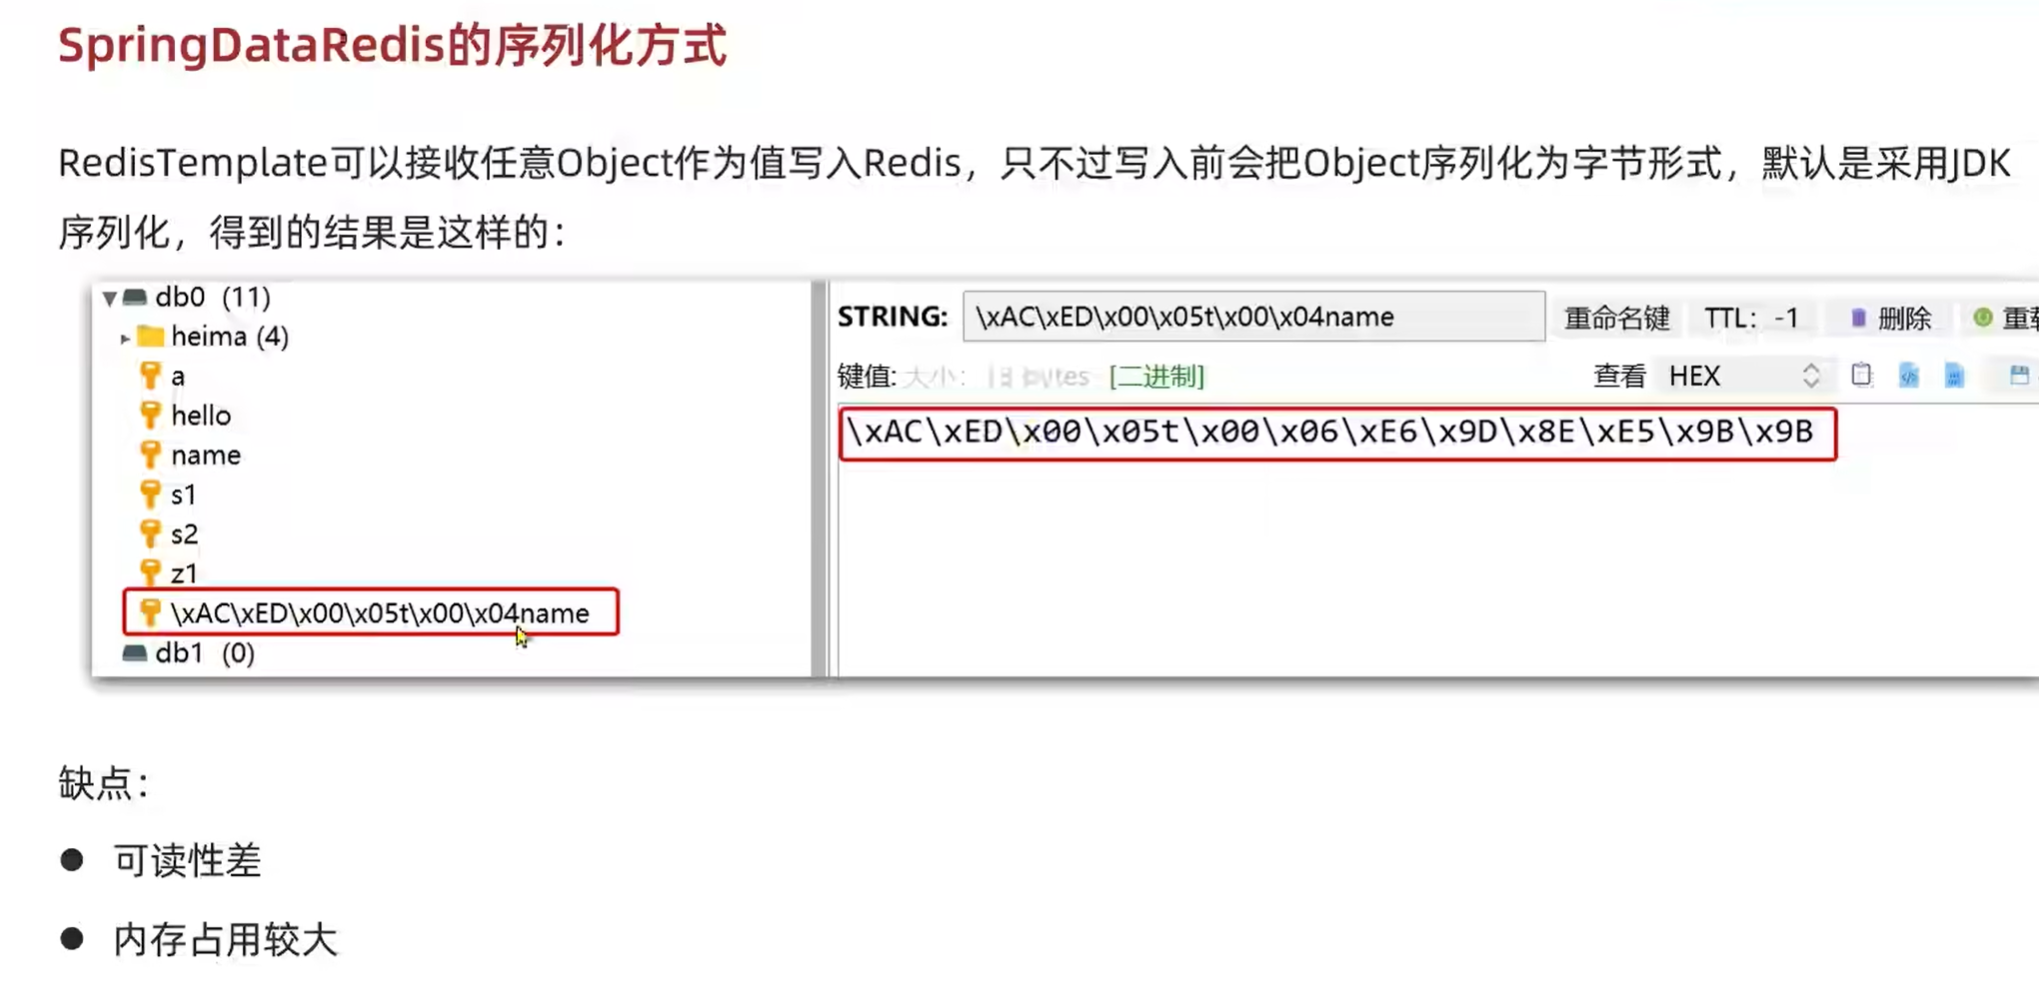 SpringDataRedis的序列化方式
RedisTemplate可以接收任意Object作为值写入Redis，只不过写入前会把Object序列化为字节形式，默认是采用JDK
序列化，得到的结果是这样的：
db0 (11)
heima (4)
a
hello
name
s1
s2
z1
\xAC\xED\x00\x05t\x00\x04name
db1 (0)
STRING: \xAC\xED\x00\x05t\x00\x04name 重命名键 TTL: -1 删除 重载
键值: 大小: 13 bytes [二进制] 查看 HEX
\xAC\xED\x00\x05t\x00\x06\xE6\x9D\x8E\xE5\x9B\x9B
缺点：
● 可读性差
● 内存占用较大